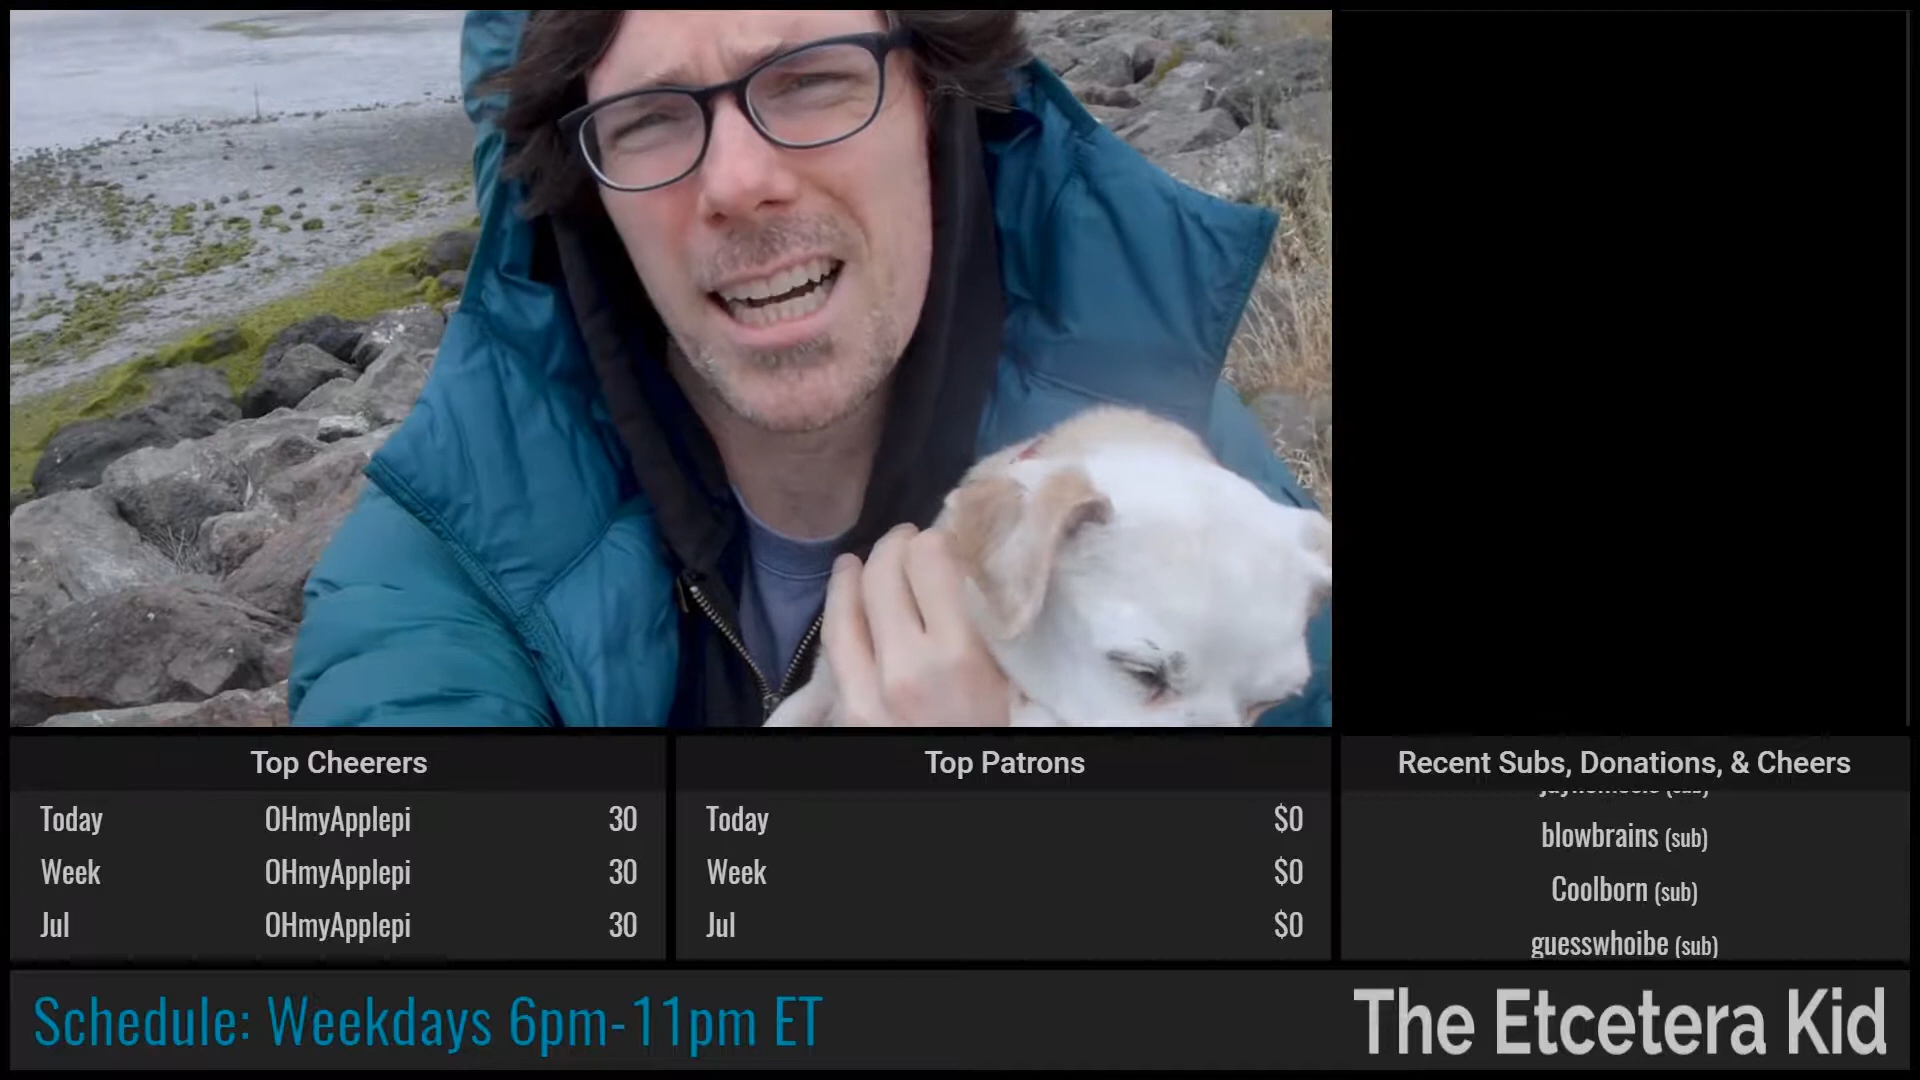 Top Cheerers
Today OHmyApplepi 30
Week OHmyApplepi 30
Jul OHmyApplepi 30
Top Patrons
Today $0
Week $0
Jul $0
Recent Subs, Donations, & Cheers
blowbrains (sub)
Coolborn (sub)
guesswhoibe (sub)
Schedule: Weekdays 6pm-11pm ET
The Etcetera Kid